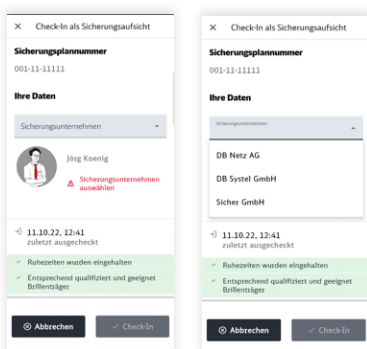 Check-In als Sicherungsaufsicht
Sicherungsplannummer
001-11-11111
Ihre Daten
Sicherungsunternehmen
Jörg Koenig
Sicherungsunternehmen
auswählen
11.10.22, 12:41
zuletzt ausgecheckt
Ruhezeiten wurden eingehalten
Entsprechend qualifiziert und geeignet
Brillenträger
Abbrechen
Check-In
Check-In als Sicherungsaufsicht
Sicherungsplannummer
001-11-11111
Ihre Daten
Sicherungsunternehmen
DB Netz AG
DB Systel GmbH
Sicher GmbH
11.10.22, 12:41
zuletzt ausgecheckt
Ruhezeiten wurden eingehalten
Entsprechend qualifiziert und geeignet
Brillenträger
Abbrechen
Check-In